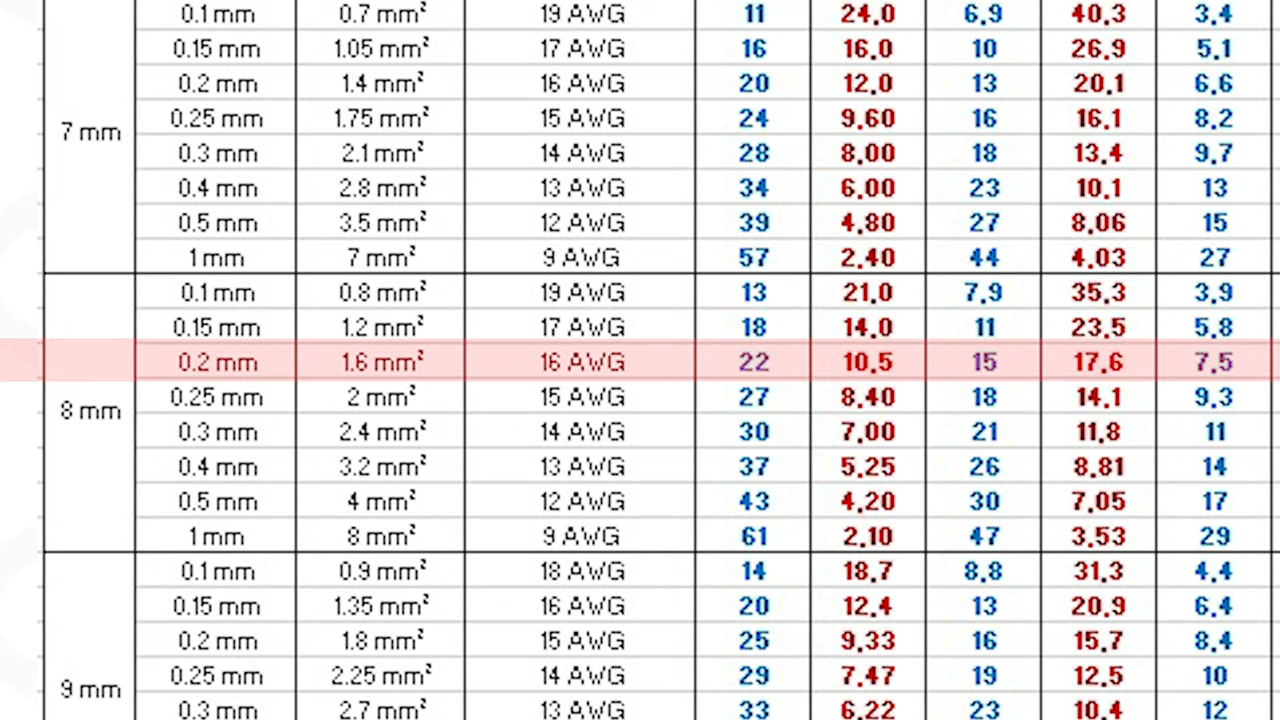 0.1 mm 0.7 mm² 19 AWG 11 24.0 6.9 40.3 3.4
0.15 mm 1.05 mm² 17 AWG 16 16.0 10 26.9 5.1
0.2 mm 1.4 mm² 16 AWG 20 12.0 13 20.1 6.6
0.25 mm 1.75 mm² 15 AWG 24 9.60 16 16.1 8.2
7 mm
0.3 mm 2.1 mm² 14 AWG 28 8.00 18 13.4 9.7
0.4 mm 2.8 mm² 13 AWG 34 6.00 23 10.1 13
0.5 mm 3.5 mm² 12 AWG 39 4.80 27 8.06 15
1 mm 7 mm² 9 AWG 57 2.40 44 4.03 27
0.1 mm 0.8 mm² 19 AWG 13 21.0 7.9 35.3 3.9
0.15 mm 1.2 mm² 17 AWG 18 14.0 11 23.5 5.8
0.2 mm 1.6 mm² 16 AWG 22 10.5 15 17.6 7.5
0.25 mm 2 mm² 15 AWG 27 8.40 18 14.1 9.3
8 mm
0.3 mm 2.4 mm² 14 AWG 30 7.00 21 11.8 11
0.4 mm 3.2 mm² 13 AWG 37 5.25 26 8.81 14
0.5 mm 4 mm² 12 AWG 43 4.20 30 7.05 17
1 mm 8 mm² 9 AWG 61 2.10 47 3.53 29
0.1 mm 0.9 mm² 18 AWG 14 18.7 8.8 31.3 4.4
0.15 mm 1.35 mm² 16 AWG 20 12.4 13 20.9 6.4
0.2 mm 1.8 mm² 15 AWG 25 9.33 16 15.7 8.4
0.25 mm 2.25 mm² 14 AWG 29 7.47 19 12.5 10
9 mm
0.3 mm 2.7 mm² 13 AWG 33 6.22 23 10.4 12